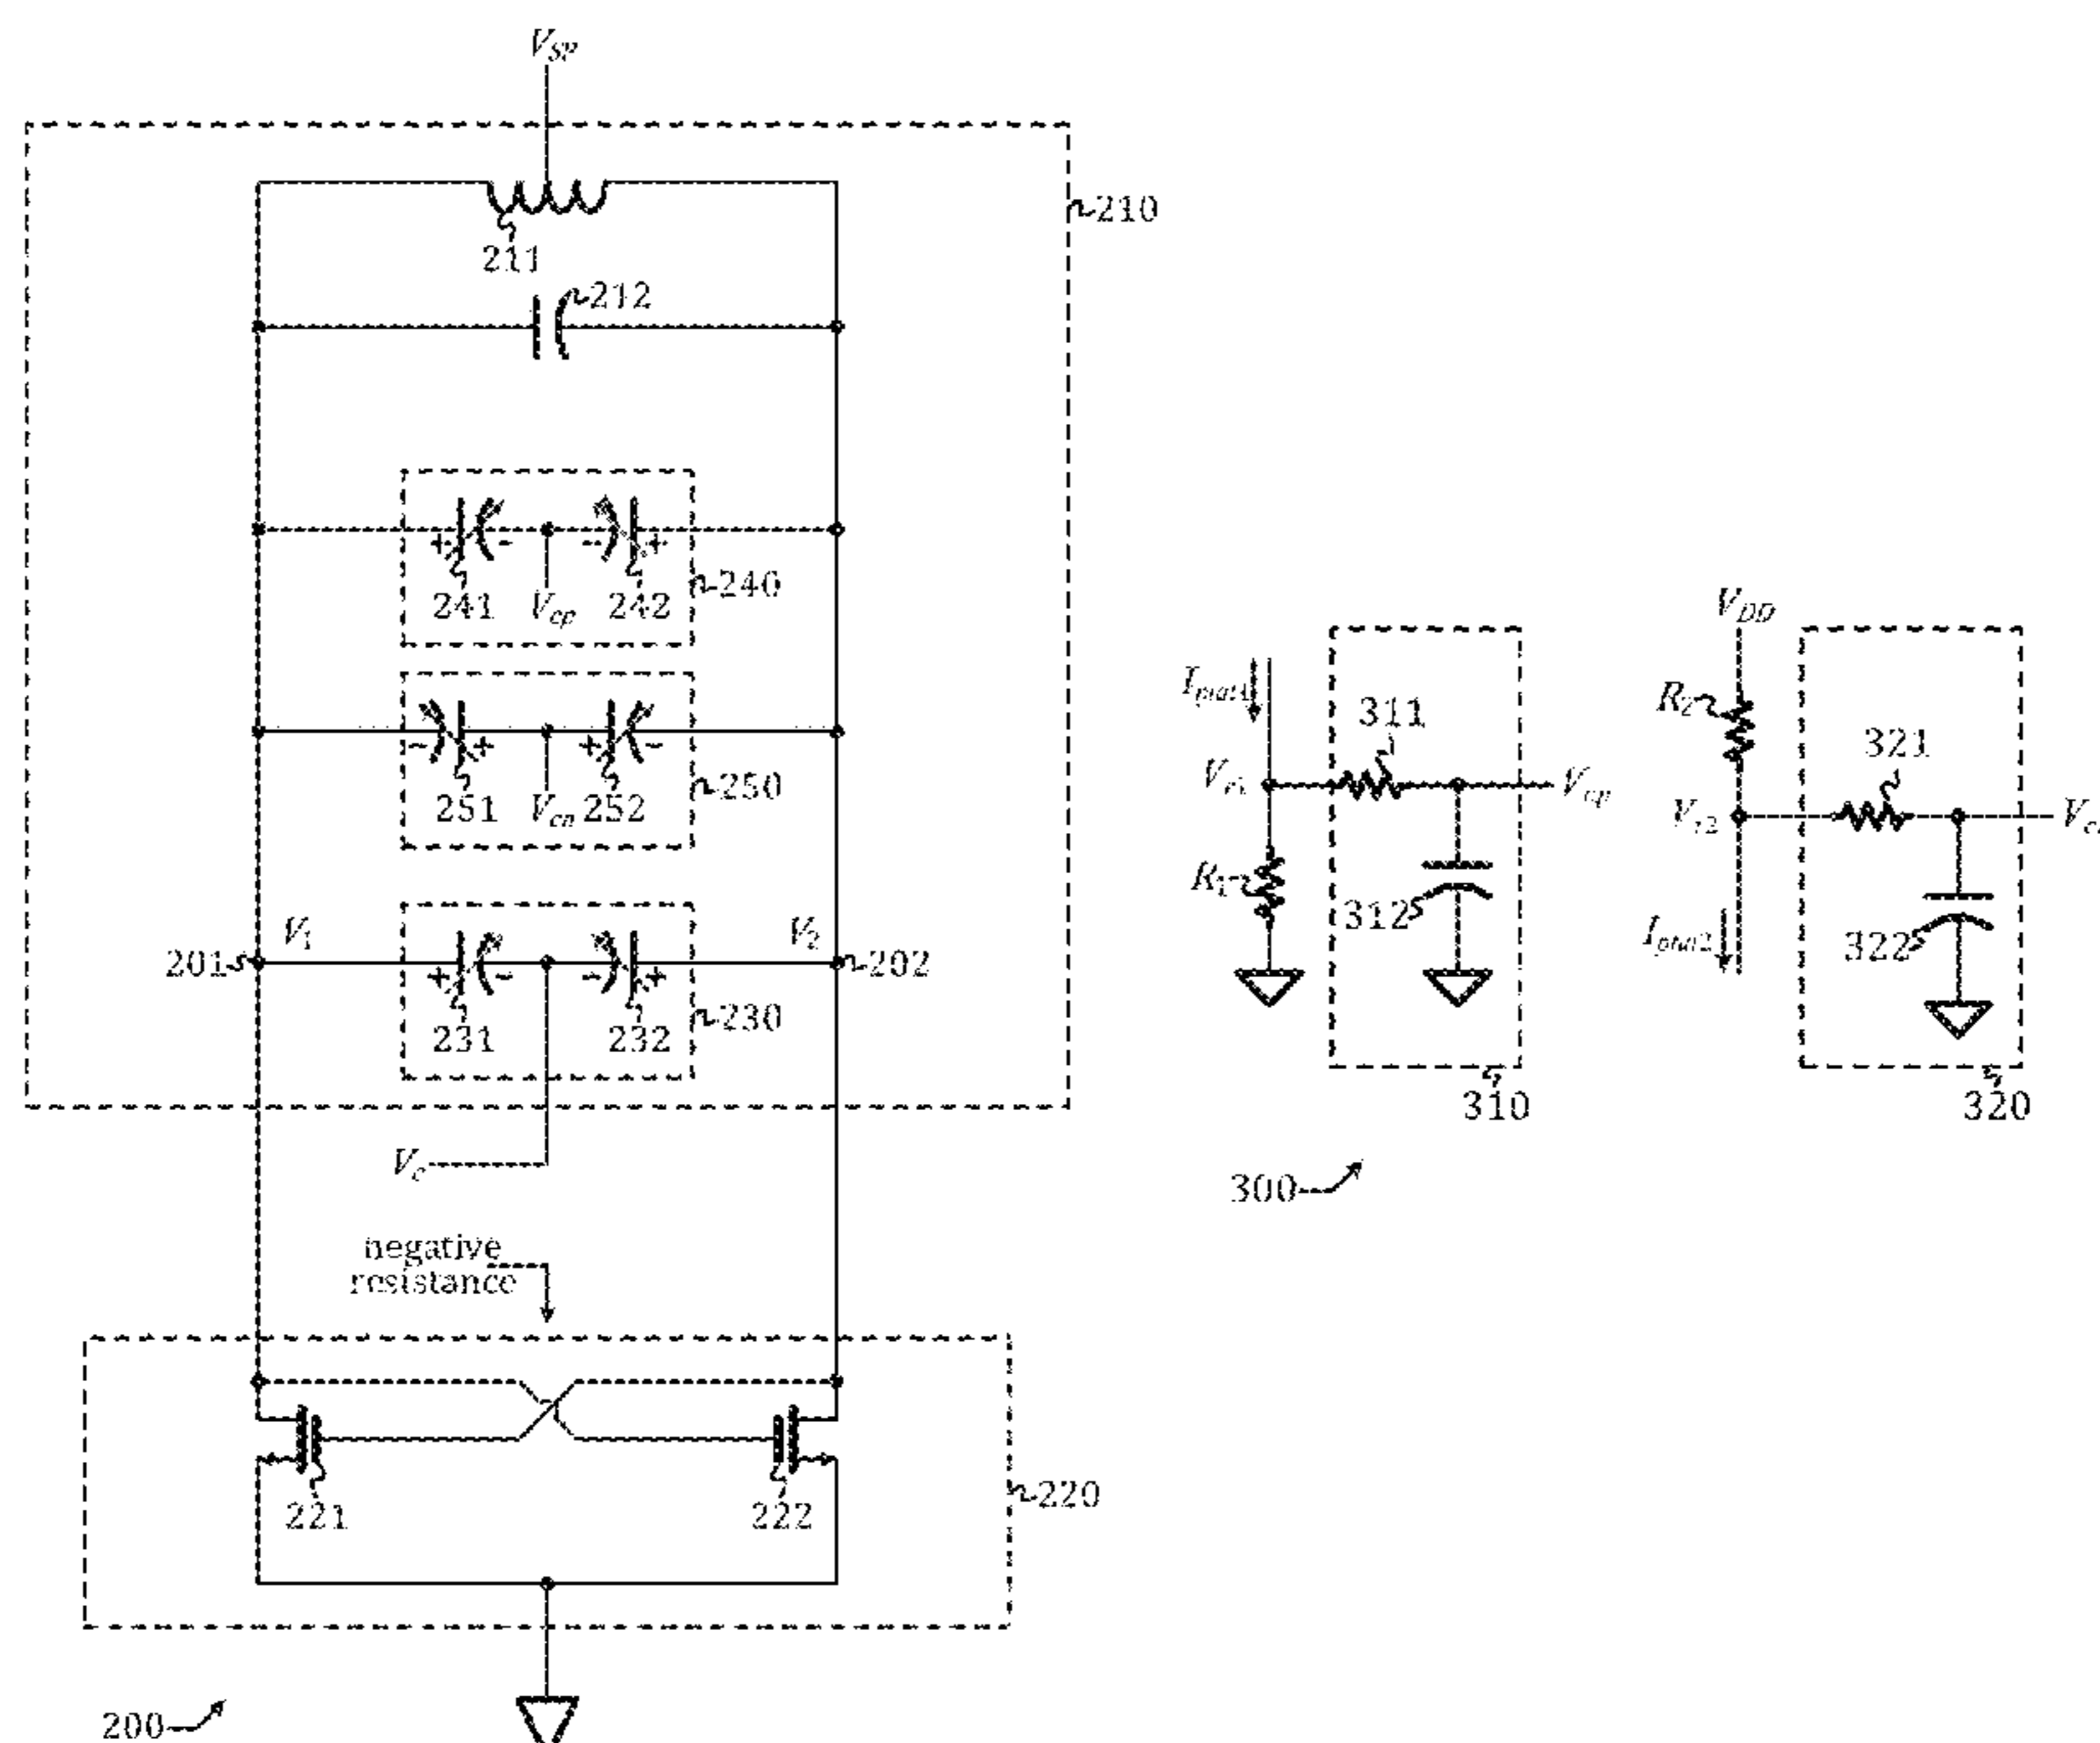 V_SP
210
211
212
+ - - +
241 V_cp 242
240
- + + -
251 V_cn 252
250
V_1 V_2
201 202
+ - - +
231 232
230
V_c
negative
resistance
221 222
220
200
I_ptat1
V_r1
R_1
311
V_cp
312
310
300
V_DD
R_2
321
V_r2
I_ptat2
322
320